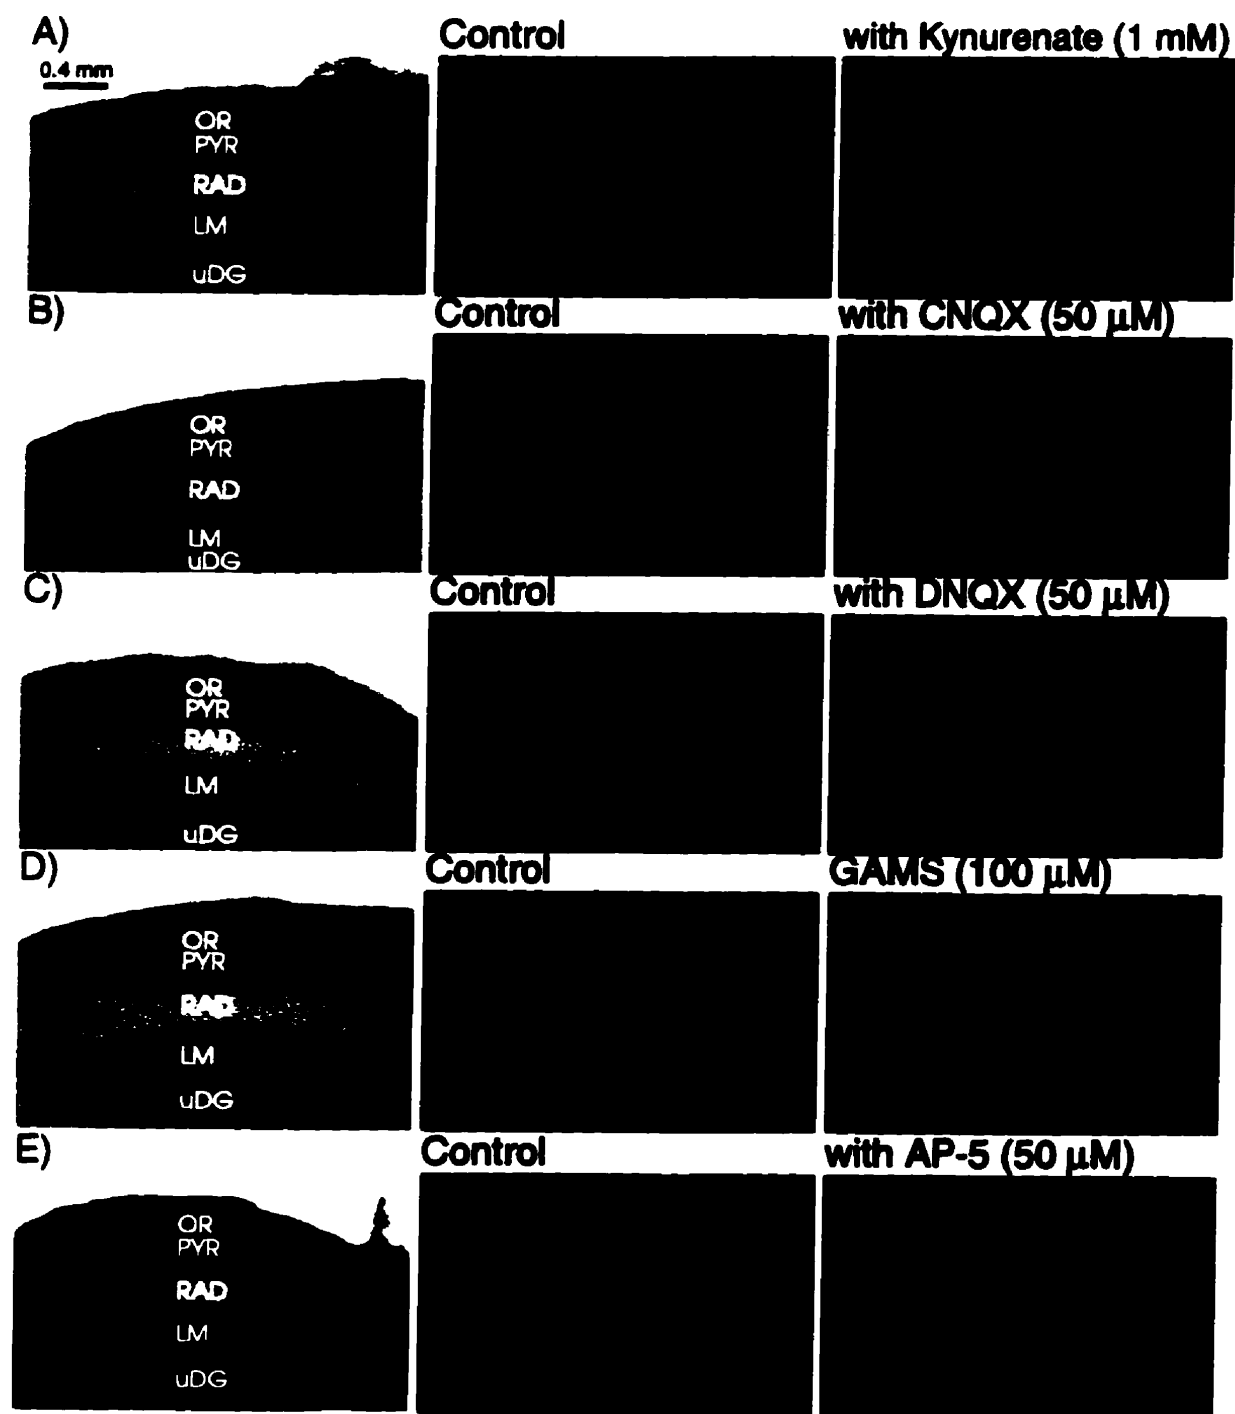 A)
Control
with Kynurenate (1 mM)
0.4 mm
OR
PYR
RAD
LM
uDG
B)
Control
with CNQX (50 μM)
OR
PYR
RAD
LM
uDG
C)
Control
with DNQX (50 μM)
OR
PYR
RAD
LM
uDG
D)
Control
GAMS (100 μM)
OR
PYR
RAD
LM
uDG
E)
Control
with AP-5 (50 μM)
OR
PYR
RAD
LM
uDG